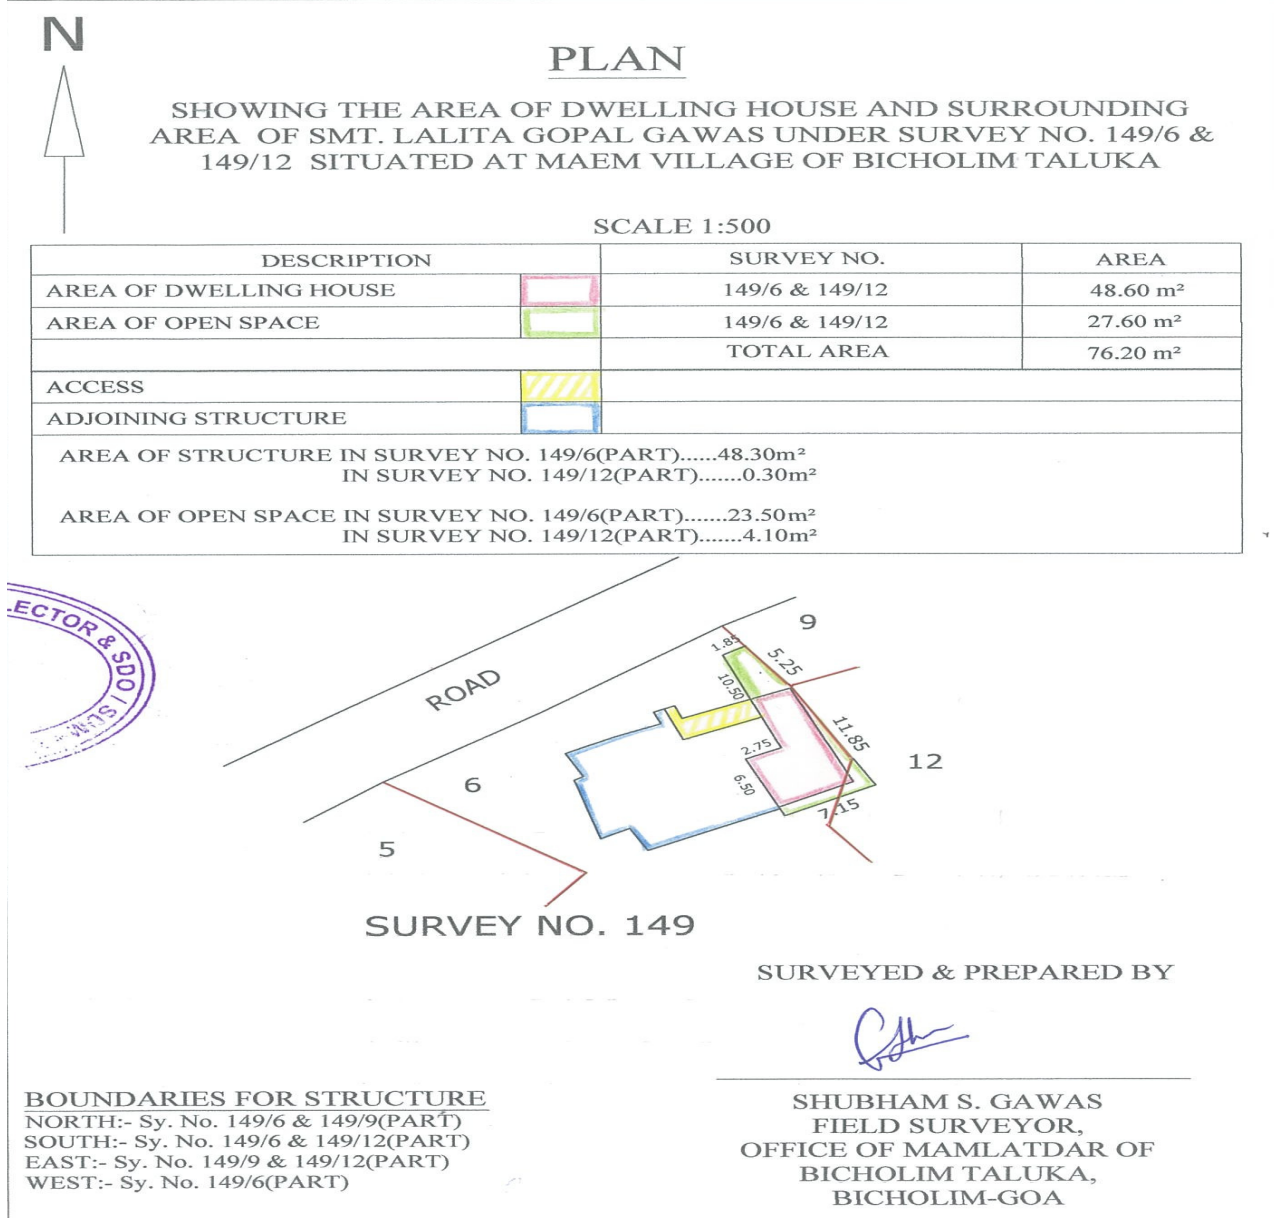 N
PLAN
SHOWING THE AREA OF DWELLING HOUSE AND SURROUNDING
AREA OF SMT. LALITA GOPAL GAWAS UNDER SURVEY NO. 149/6 &
149/12 SITUATED AT MAEM VILLAGE OF BICHOLIM TALUKA
SCALE 1:500
DESCRIPTION SURVEY NO. AREA
AREA OF DWELLING HOUSE 149/6 & 149/12 48.60 m²
AREA OF OPEN SPACE 149/6 & 149/12 27.60 m²
TOTAL AREA 76.20 m²
ACCESS
ADJOINING STRUCTURE
AREA OF STRUCTURE IN SURVEY NO. 149/6(PART)......48.30m²
IN SURVEY NO. 149/12(PART).......0.30m²
AREA OF OPEN SPACE IN SURVEY NO. 149/6(PART).......23.50m²
IN SURVEY NO. 149/12(PART).......4.10m²
LECTOR & SDO / SDM
ROAD
9
1.85
5.25
10.50
11.85
2.75
12
6
6.50
7.15
5
SURVEY NO. 149
SURVEYED & PREPARED BY
BOUNDARIES FOR STRUCTURE
NORTH:- Sy. No. 149/6 & 149/9(PART)
SOUTH:- Sy. No. 149/6 & 149/12(PART)
EAST:- Sy. No. 149/9 & 149/12(PART)
WEST:- Sy. No. 149/6(PART)
SHUBHAM S. GAWAS
FIELD SURVEYOR,
OFFICE OF MAMLATDAR OF
BICHOLIM TALUKA,
BICHOLIM-GOA